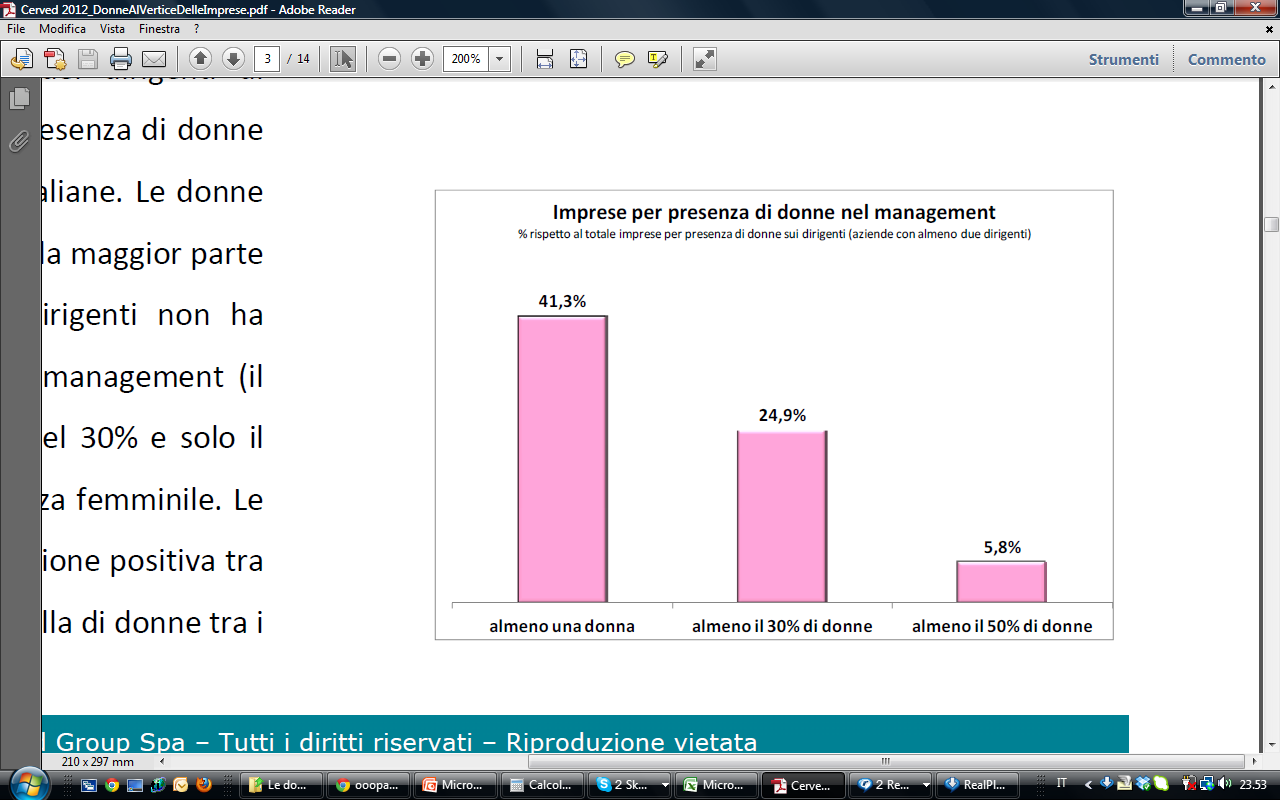 Cerved 2012_DonneAlVerticeDelleImprese.pdf - Adobe Reader
File Modifica Vista Finestra ?
3 / 14 200% Strumenti Commento
esenza di donne
aliane. Le donne
la maggior parte
irigenti non ha
management (il
el 30% e solo il
za femminile. Le
ione positiva tra
lla di donne tra i
Imprese per presenza di donne nel management
% rispetto al totale imprese per presenza di donne sui dirigenti (aziende con almeno due dirigenti)
41,3%
24,9%
5,8%
almeno una donna almeno il 30% di donne almeno il 50% di donne
l Group Spa – Tutti i diritti riservati – Riproduzione vietata
210 x 297 mm
Le do... ooopa... Micro... Calcol... 2 Sk... Micro... Cerve... 2 Re... RealPl... IT 23.53